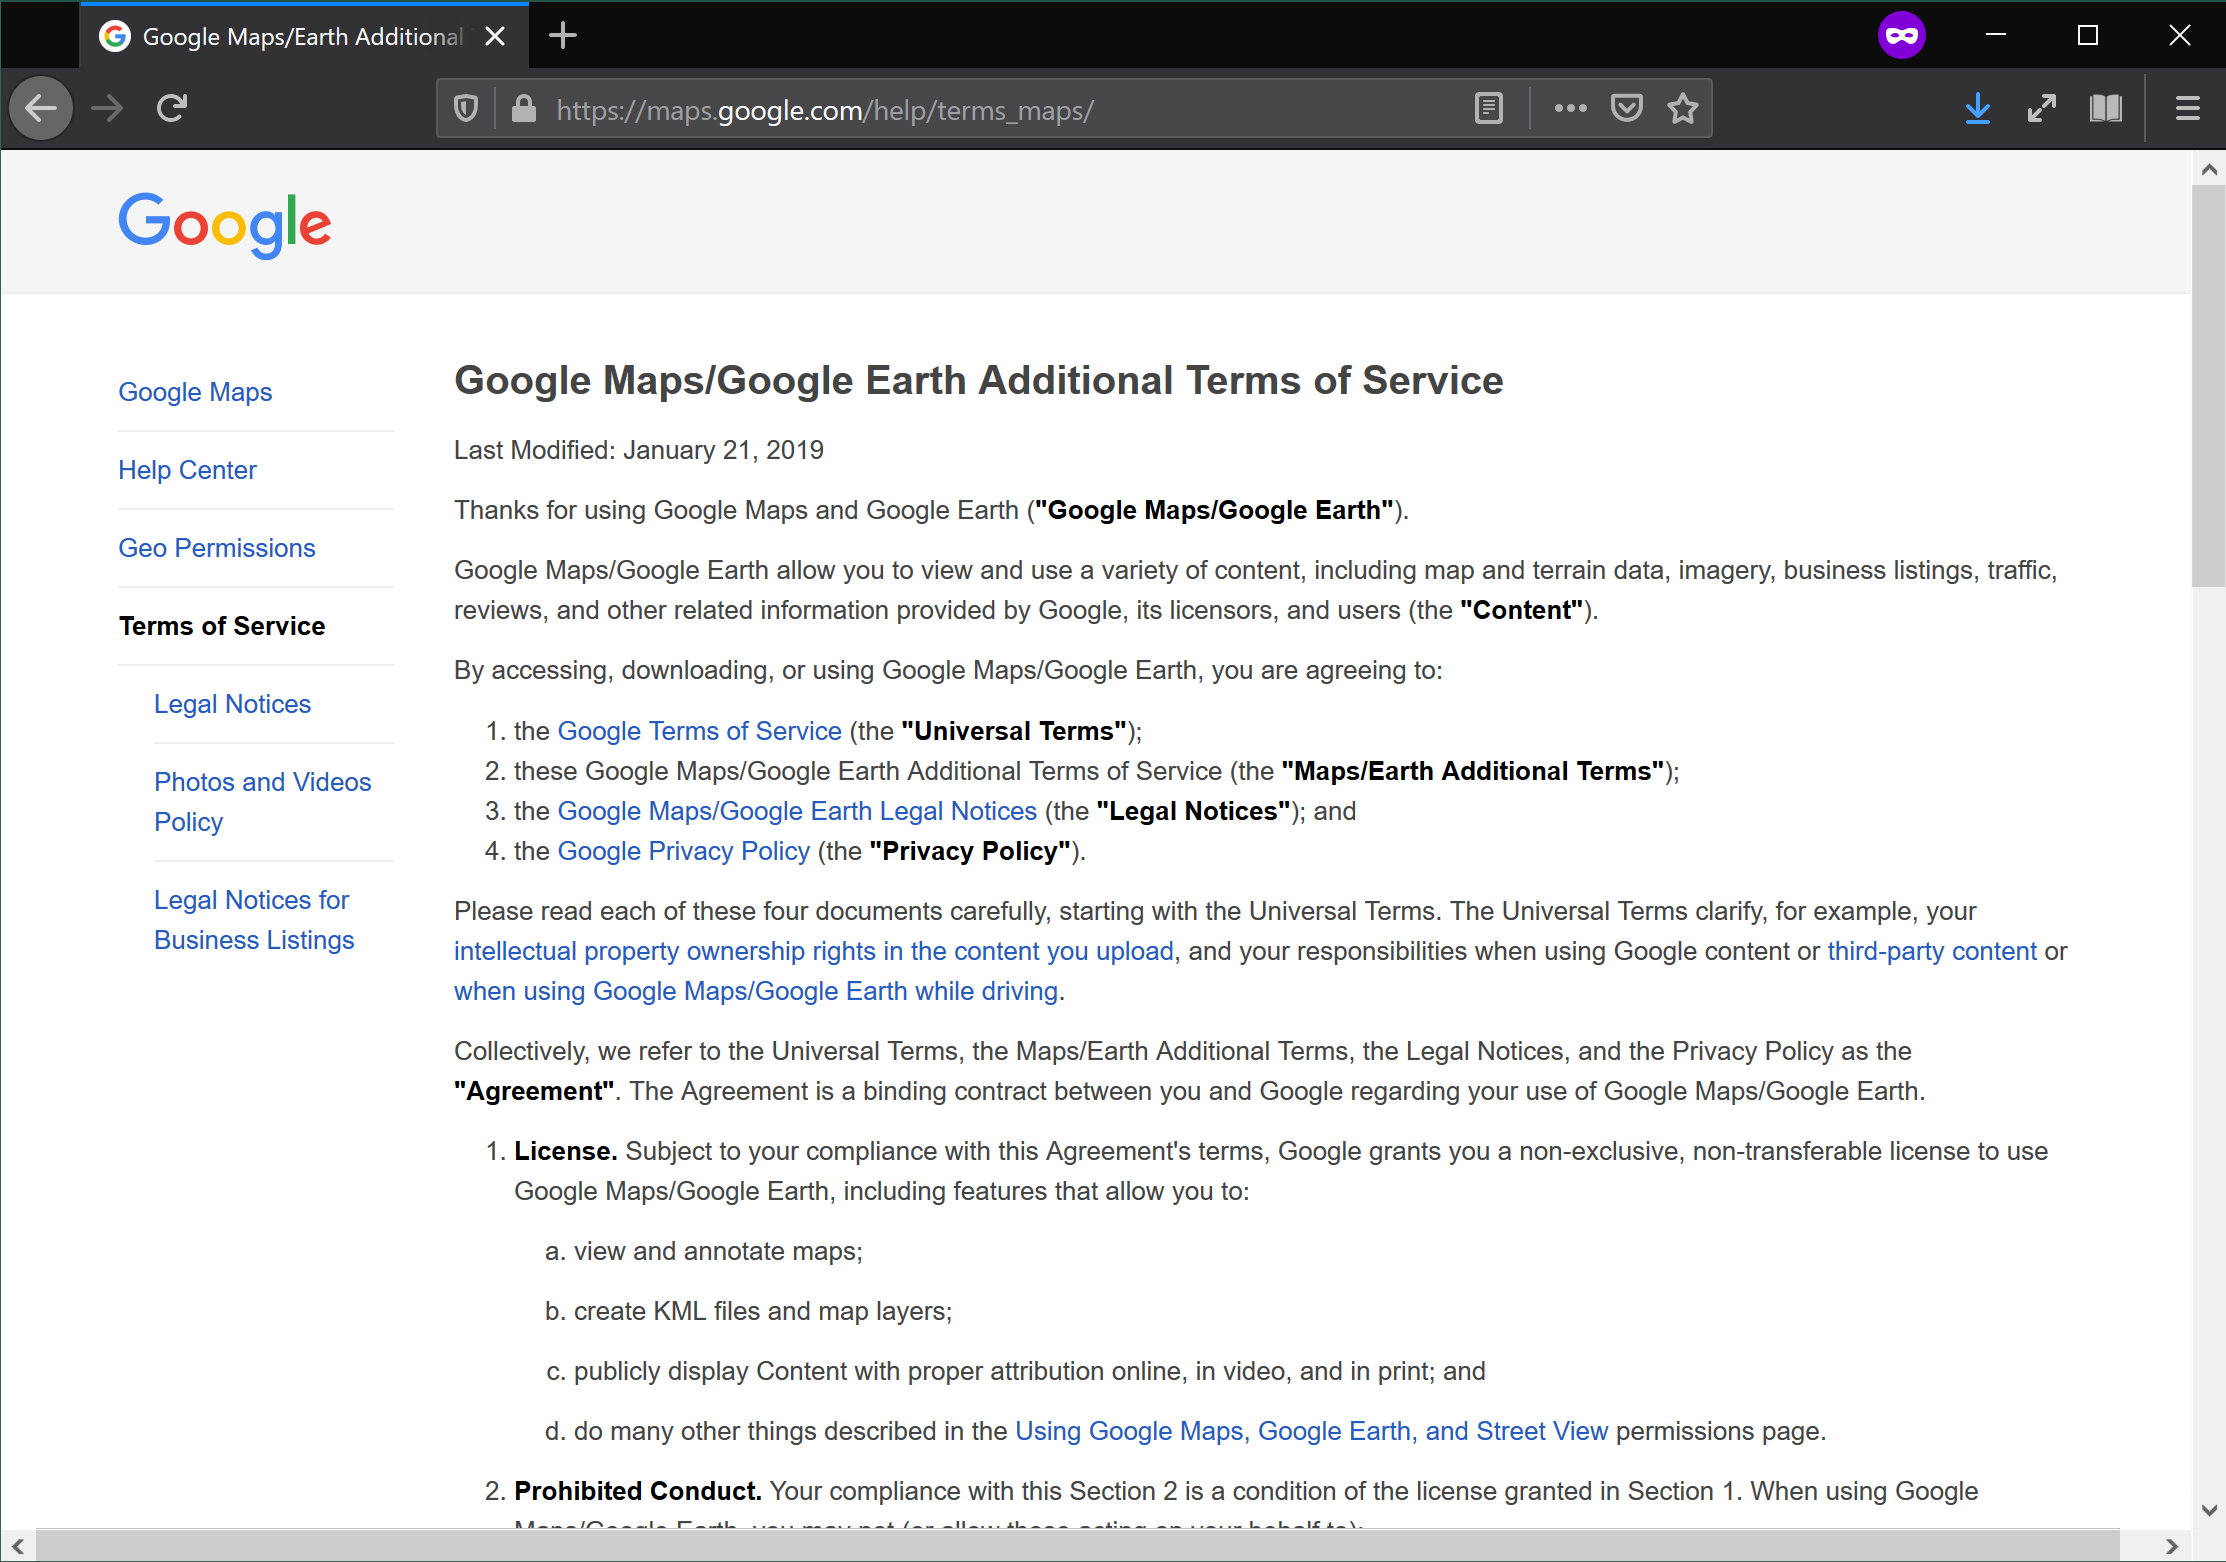 Google Maps/Earth Additional
https://maps.google.com/help/terms_maps/
Google
Google Maps
Help Center
Geo Permissions
Terms of Service
Legal Notices
Photos and Videos
Policy
Legal Notices for
Business Listings
Google Maps/Google Earth Additional Terms of Service
Last Modified: January 21, 2019
Thanks for using Google Maps and Google Earth ("Google Maps/Google Earth").
Google Maps/Google Earth allow you to view and use a variety of content, including map and terrain data, imagery, business listings, traffic,
reviews, and other related information provided by Google, its licensors, and users (the "Content").
By accessing, downloading, or using Google Maps/Google Earth, you are agreeing to:
1. the Google Terms of Service (the "Universal Terms");
2. these Google Maps/Google Earth Additional Terms of Service (the "Maps/Earth Additional Terms");
3. the Google Maps/Google Earth Legal Notices (the "Legal Notices"); and
4. the Google Privacy Policy (the "Privacy Policy").
Please read each of these four documents carefully, starting with the Universal Terms. The Universal Terms clarify, for example, your
intellectual property ownership rights in the content you upload, and your responsibilities when using Google content or third-party content or
when using Google Maps/Google Earth while driving.
Collectively, we refer to the Universal Terms, the Maps/Earth Additional Terms, the Legal Notices, and the Privacy Policy as the
"Agreement". The Agreement is a binding contract between you and Google regarding your use of Google Maps/Google Earth.
1. License. Subject to your compliance with this Agreement's terms, Google grants you a non-exclusive, non-transferable license to use
Google Maps/Google Earth, including features that allow you to:
a. view and annotate maps;
b. create KML files and map layers;
c. publicly display Content with proper attribution online, in video, and in print; and
d. do many other things described in the Using Google Maps, Google Earth, and Street View permissions page.
2. Prohibited Conduct. Your compliance with this Section 2 is a condition of the license granted in Section 1. When using Google
Maps/Google Earth, you may not (or allow those acting on your behalf to):